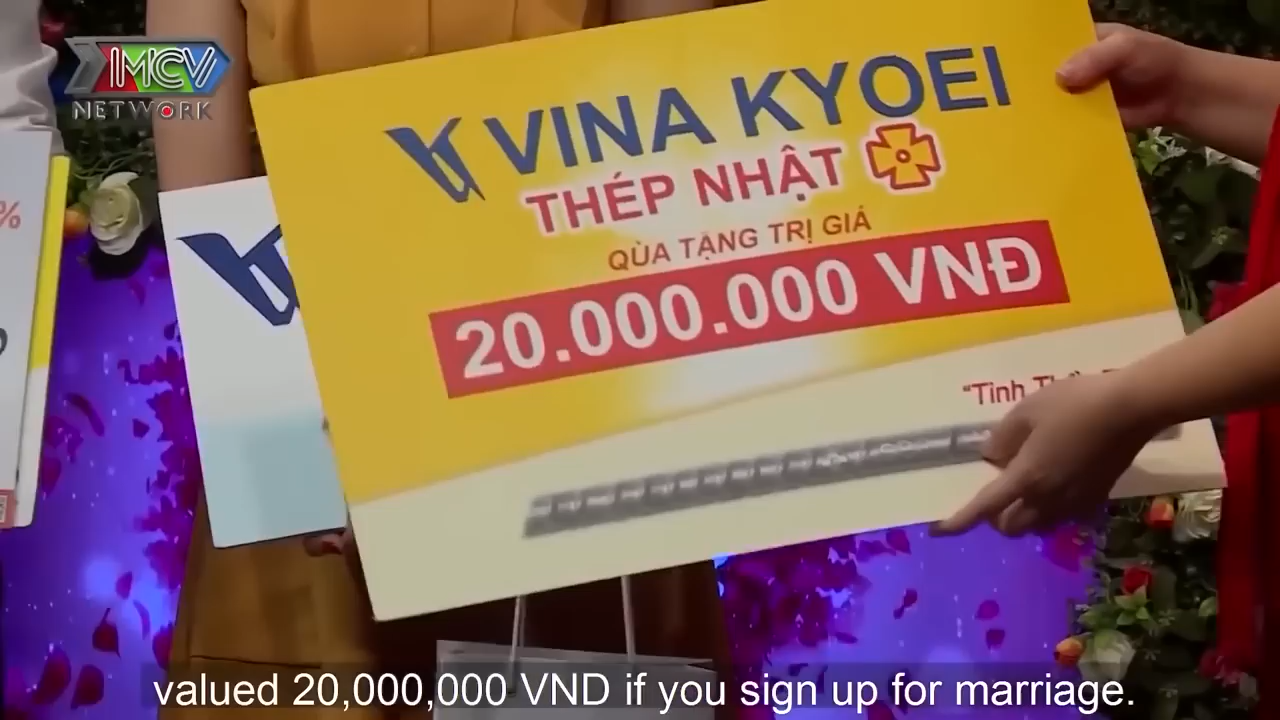 MCV
NETWORK
VINA KYOEI
THÉP NHẬT
QÙA TẶNG TRỊ GIÁ
20.000.000 VNĐ
%
“Tinh
valued 20,000,000 VND if you sign up for marriage.